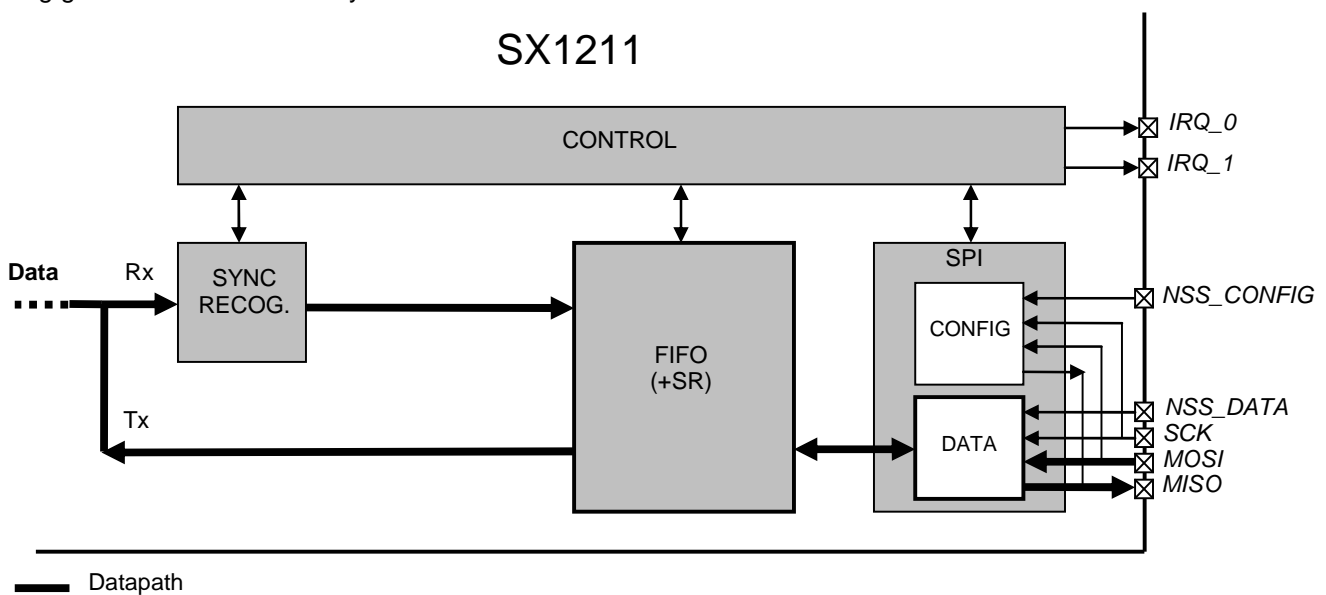 SX1211
CONTROL
IRQ_0
IRQ_1
Data
Rx
SYNC
RECOG.
SPI
NSS_CONFIG
CONFIG
FIFO
(+SR)
Tx
NSS_DATA
DATA
SCK
MOSI
MISO
Datapath